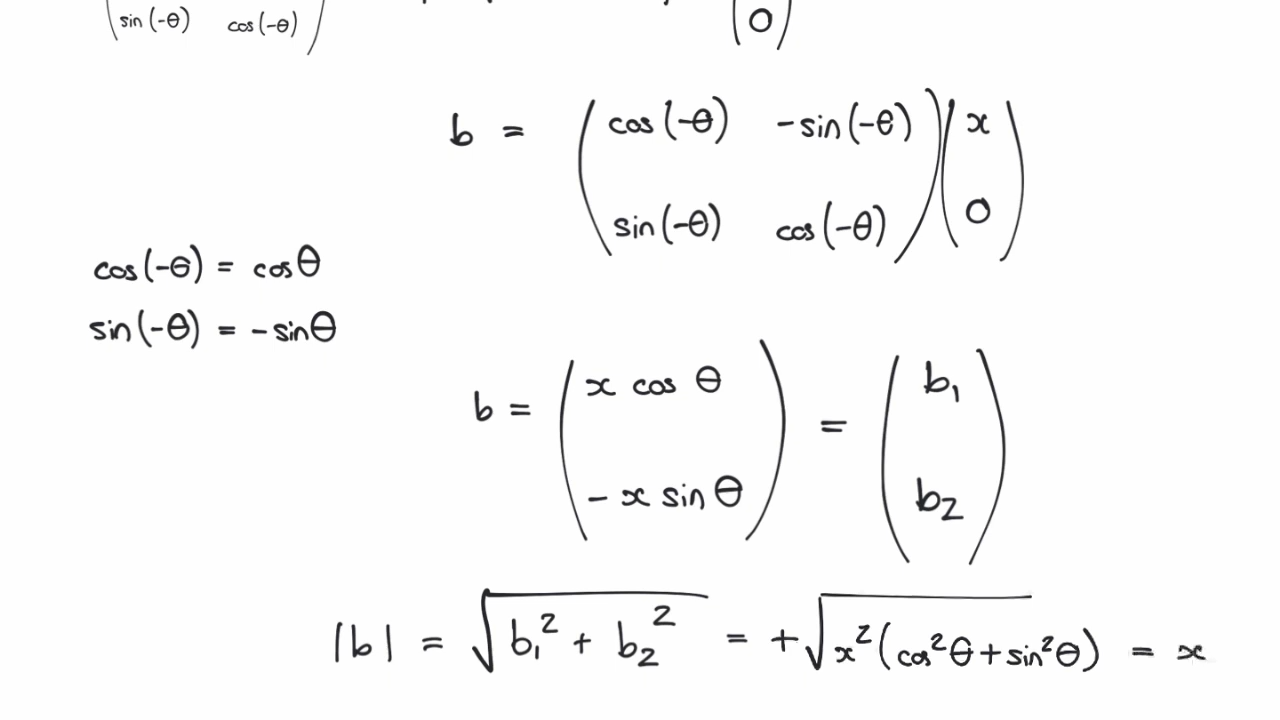 sin(-θ) cos(-θ)
0
b = ( cos(-θ) -sin(-θ) ) ( x )
( sin(-θ) cos(-θ) ) ( 0 )
cos(-θ) = cosθ
sin(-θ) = -sinθ
b = ( x cos θ ) = ( b₁ )
( - x sin θ ) ( b₂ )
|b| = √(b₁² + b₂²) = +√(x²(cos²θ + sin²θ)) = x